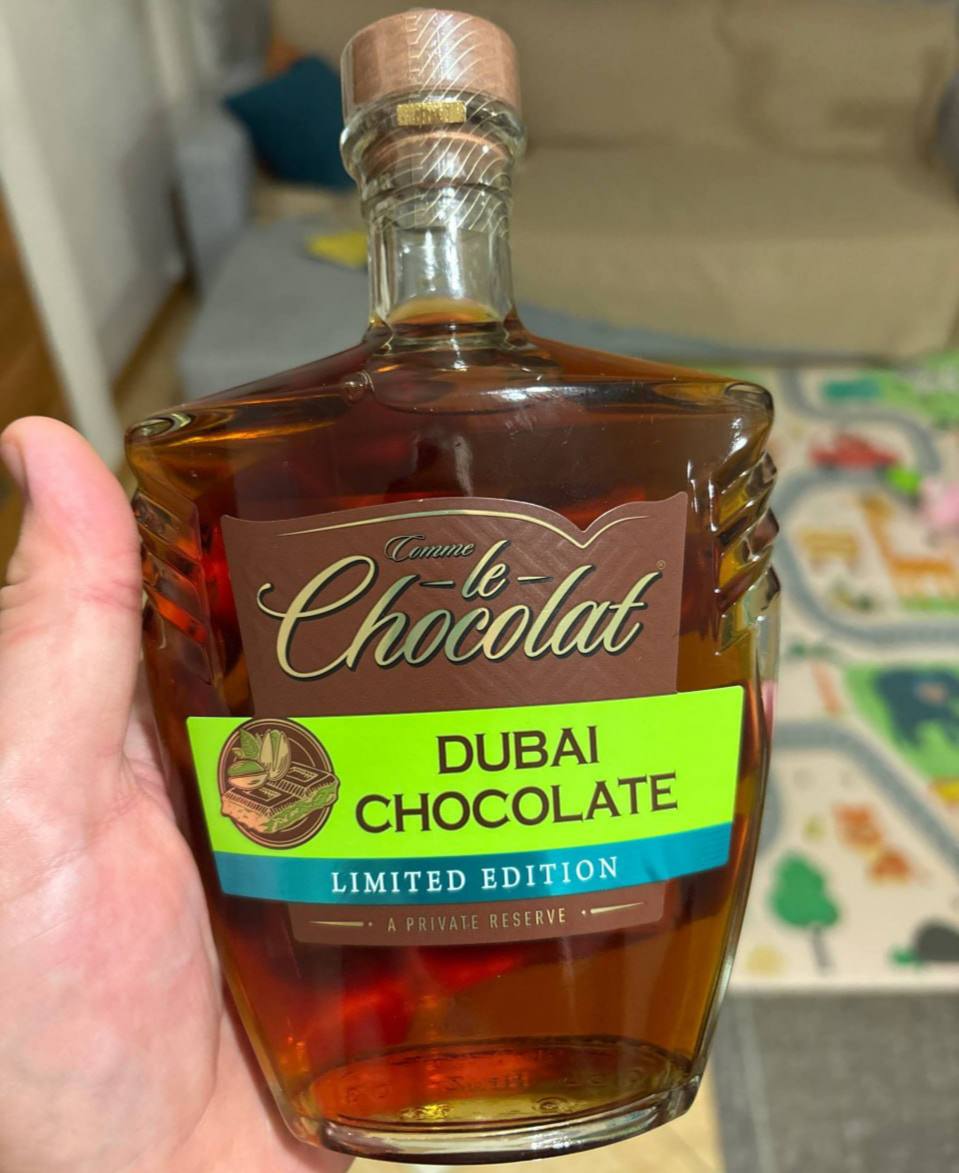 Comme
le
Chocolat®
DUBAI
CHOCOLATE
LIMITED EDITION
A PRIVATE RESERVE